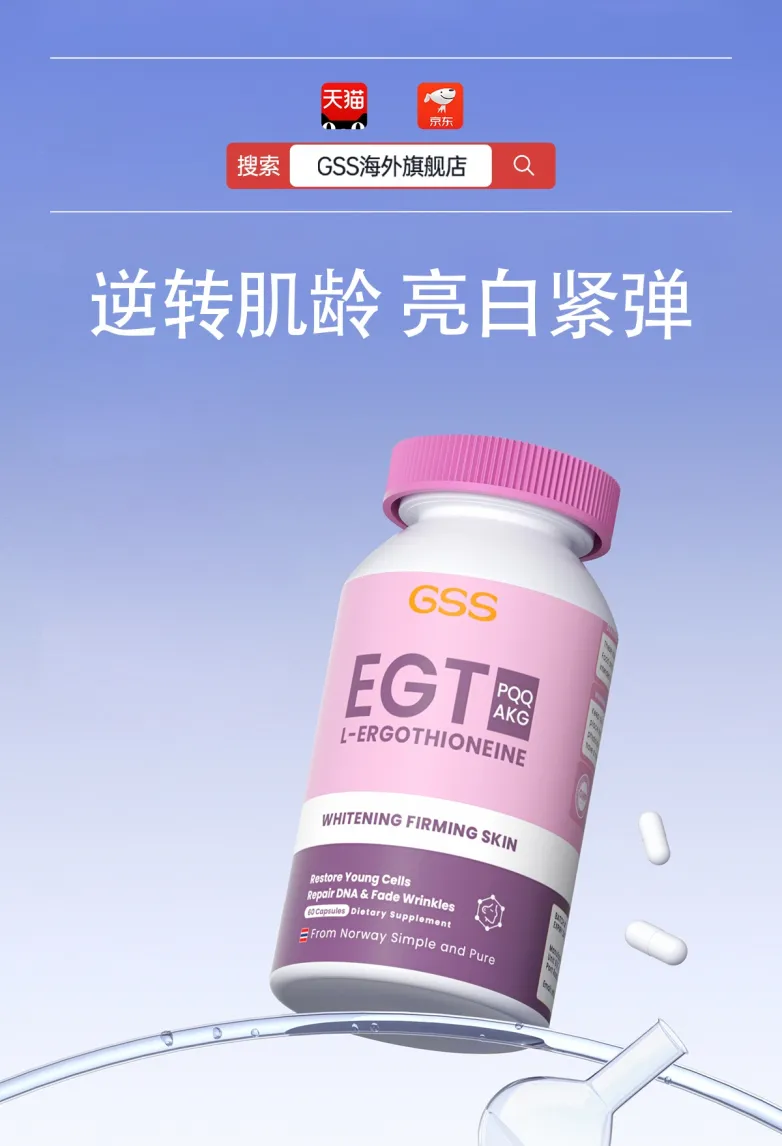 天猫
京东
搜索
GSS海外旗舰店
逆转肌龄 亮白紧弹
GSS
EGT
PQQ
AKG
L-ERGOTHIONEINE
WHITENING FIRMING SKIN
Restore Young Cells
Repair DNA & Fade Wrinkles
60 Capsules Dietary Supplement
From Norway Simple and Pure